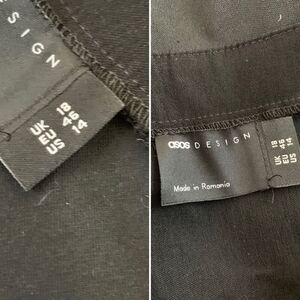 DESIGN
UK 18
EU 46
US 14
asos DESIGN
Made in Romania
UK 18
EU 46
US 14